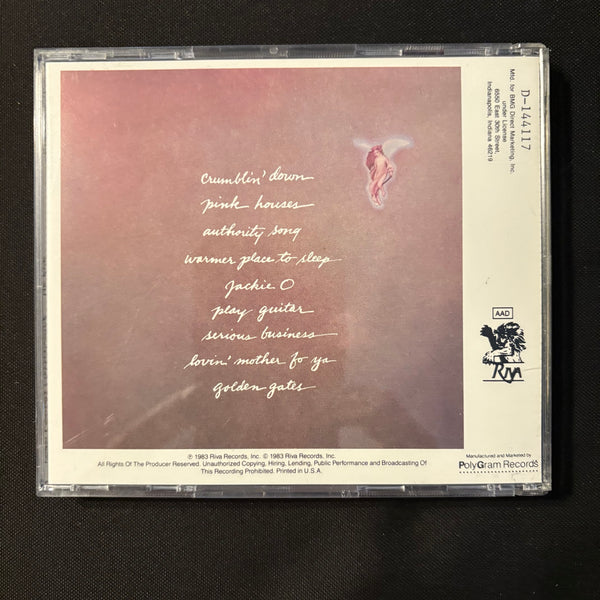 crumblin' down
pink houses
authority song
warmer place to sleep
Jackie O
play guitar
serious business
lovin' mother fo ya
golden gates
℗ 1983 Riva Records, Inc. © 1983 Riva Records, Inc.
All Rights Of The Producer Reserved. Unauthorized Copying, Hiring, Lending, Public Performance and Broadcasting Of
This Recording Prohibited. Printed in U.S.A.
D-144117
Mfd. for BMG Direct Marketing, Inc.
under License
6550 East 30th Street,
Indianapolis, Indiana 46219
AAD
RIVA
Manufactured and Marketed by
PolyGram Records